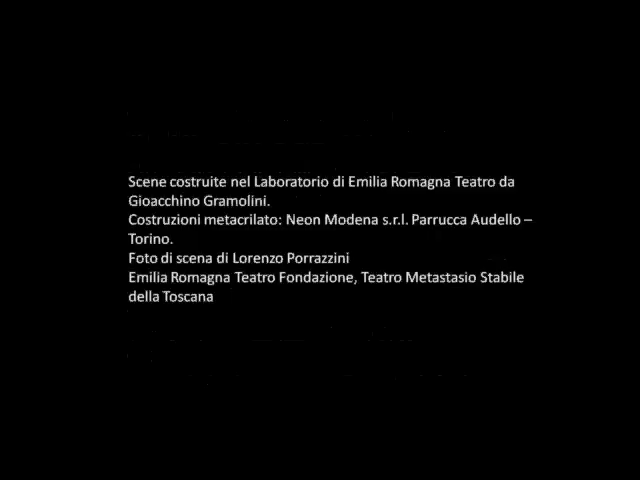 Scene costruite nel Laboratorio di Emilia Romagna Teatro da
Gioacchino Gramolini.
Costruzioni metacrilato: Neon Modena s.r.l. Parrucca Audello –
Torino.
Foto di scena di Lorenzo Porrazzini
Emilia Romagna Teatro Fondazione, Teatro Metastasio Stabile
della Toscana